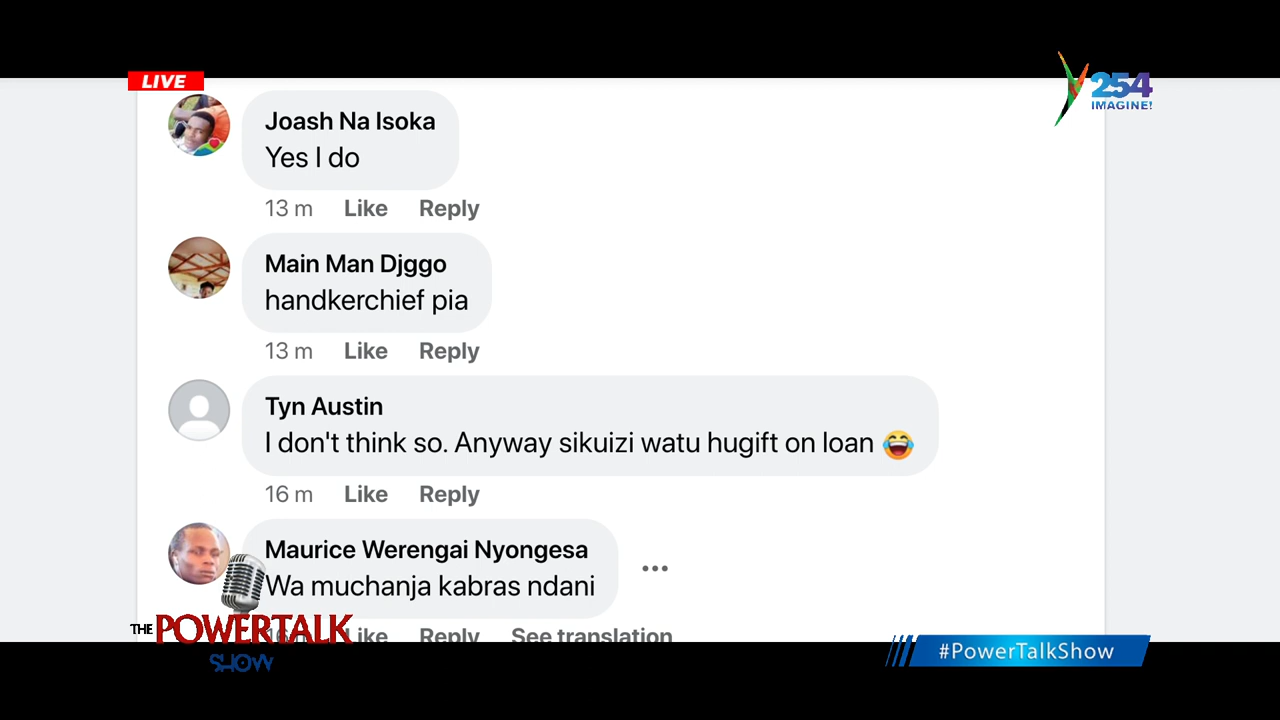 LIVE
254
IMAGINE!
Joash Na Isoka
Yes I do
13 m Like Reply
Main Man Djggo
handkerchief pia
13 m Like Reply
Tyn Austin
I don't think so. Anyway sikuizi watu hugift on loan 😂
16 m Like Reply
Maurice Werengai Nyongesa
Wa muchanja kabras ndani
16 m Like Reply See translation
THE POWERTALK
SHOW
#PowerTalkShow